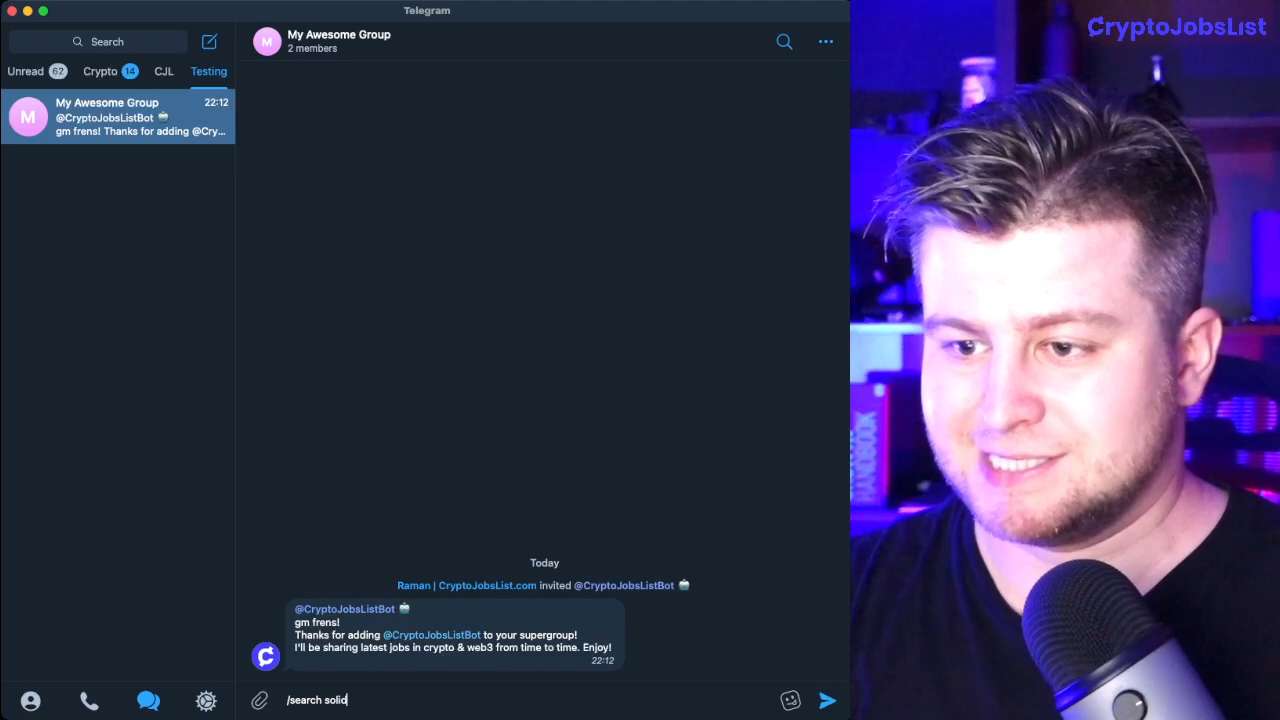 Telegram
CryptoJobsList
Search
Unread 62
Crypto 14
CJL
Testing
M
My Awesome Group
22:12
@CryptoJobsListBot
gm frens! Thanks for adding @Cry...
M
My Awesome Group
2 members
Today
Raman | CryptoJobsList.com invited @CryptoJobsListBot
@CryptoJobsListBot
gm frens!
Thanks for adding @CryptoJobsListBot to your supergroup!
I'll be sharing latest jobs in crypto & web3 from time to time. Enjoy!
22:12
/search solid
HANDBOOK